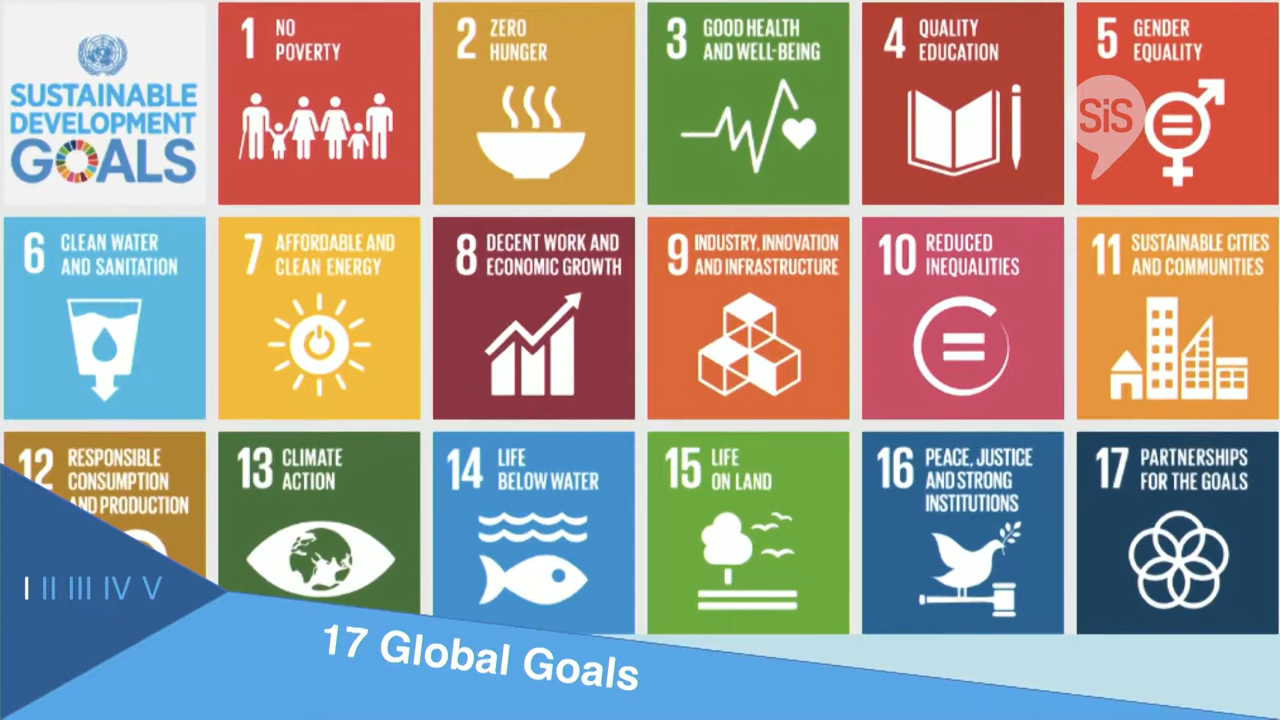 SUSTAINABLE
DEVELOPMENT
GOALS
1 NO
POVERTY
2 ZERO
HUNGER
3 GOOD HEALTH
AND WELL-BEING
4 QUALITY
EDUCATION
5 GENDER
EQUALITY
SiS
6 CLEAN WATER
AND SANITATION
7 AFFORDABLE AND
CLEAN ENERGY
8 DECENT WORK AND
ECONOMIC GROWTH
9 INDUSTRY, INNOVATION
AND INFRASTRUCTURE
10 REDUCED
INEQUALITIES
11 SUSTAINABLE CITIES
AND COMMUNITIES
12 RESPONSIBLE
CONSUMPTION
AND PRODUCTION
13 CLIMATE
ACTION
14 LIFE
BELOW WATER
15 LIFE
ON LAND
16 PEACE, JUSTICE
AND STRONG
INSTITUTIONS
17 PARTNERSHIPS
FOR THE GOALS
I II III IV V
17 Global Goals